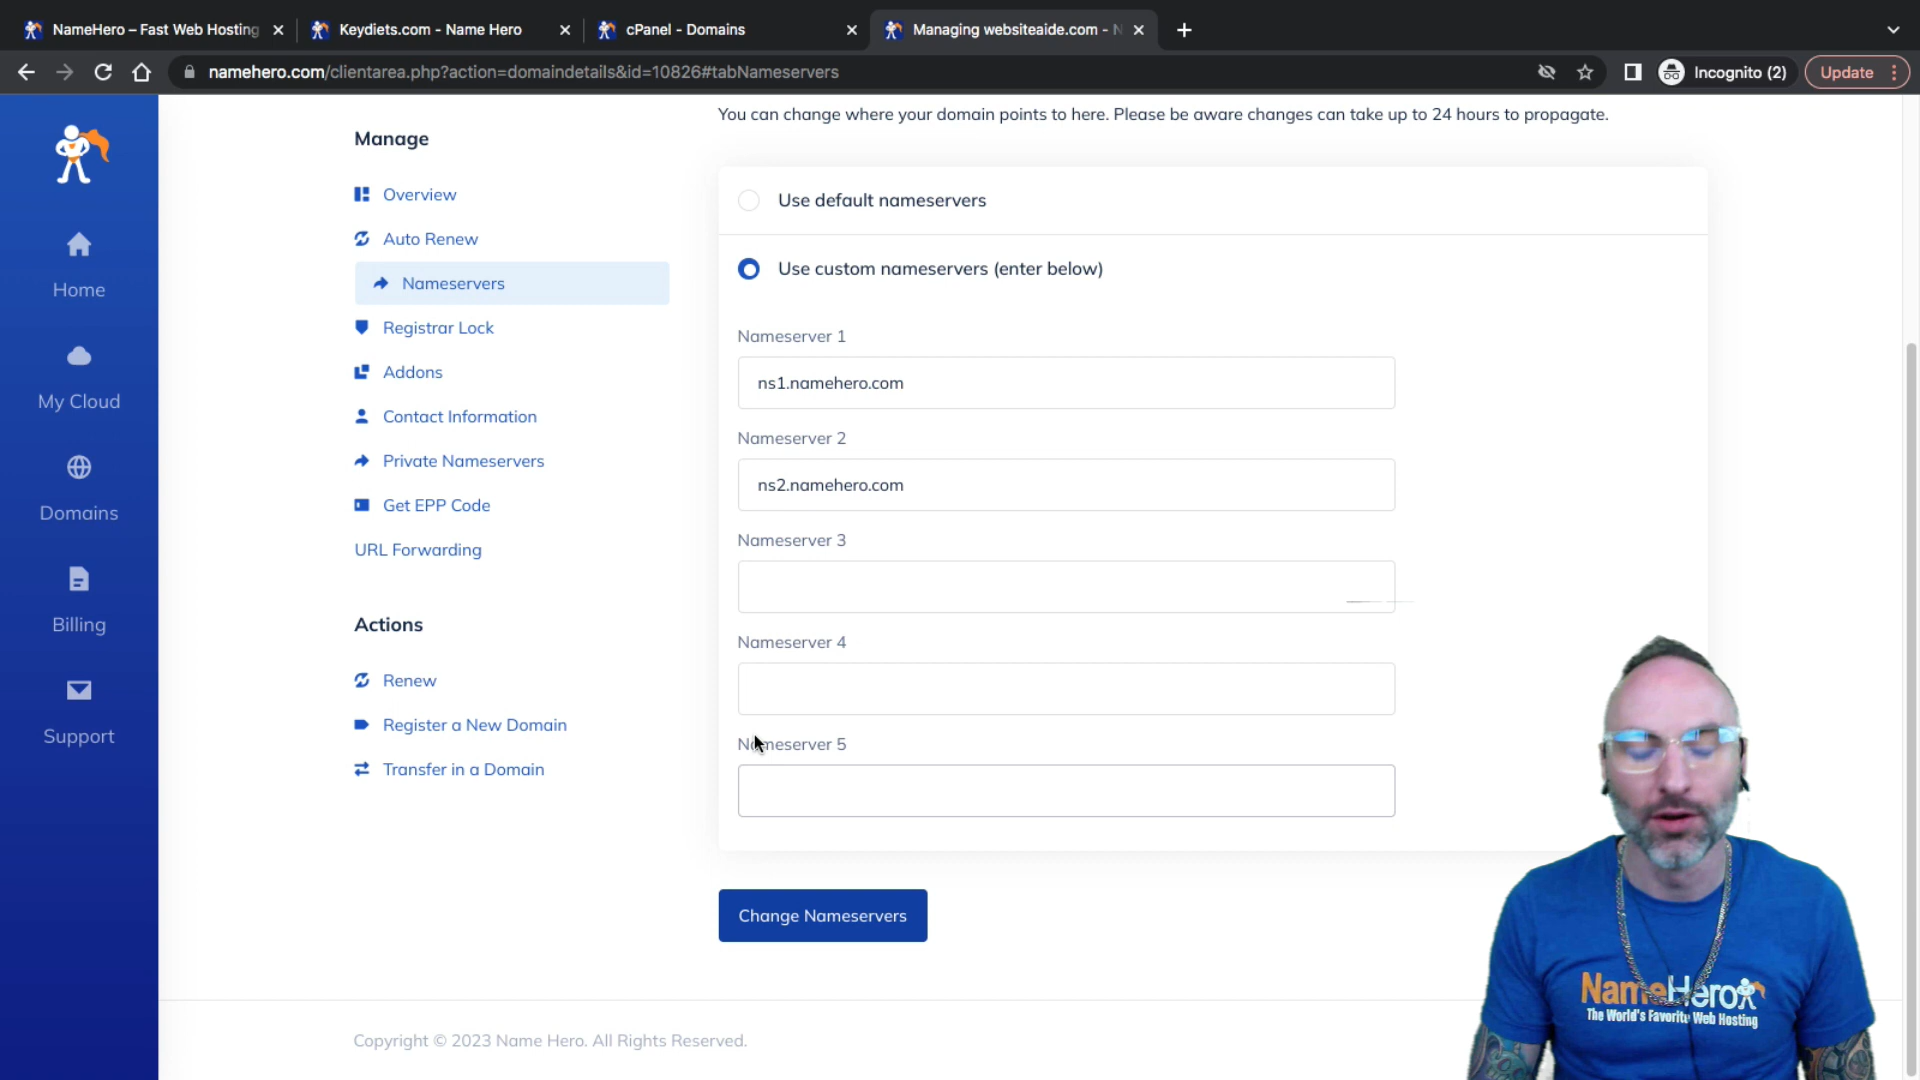 NameHero – Fast Web Hosting
Keydiets.com - Name Hero
cPanel - Domains
Managing websiteaide.com - N
namehero.com/clientarea.php?action=domaindetails&id=10826#tabNameservers
Incognito (2)
Update
Home
My Cloud
Domains
Billing
Support
Manage
Overview
Auto Renew
Nameservers
Registrar Lock
Addons
Contact Information
Private Nameservers
Get EPP Code
URL Forwarding
Actions
Renew
Register a New Domain
Transfer in a Domain
You can change where your domain points to here. Please be aware changes can take up to 24 hours to propagate.
Use default nameservers
Use custom nameservers (enter below)
Nameserver 1
ns1.namehero.com
Nameserver 2
ns2.namehero.com
Nameserver 3
Nameserver 4
Nameserver 5
Change Nameservers
Copyright © 2023 Name Hero. All Rights Reserved.
NameHero
The World's Favorite Web Hosting